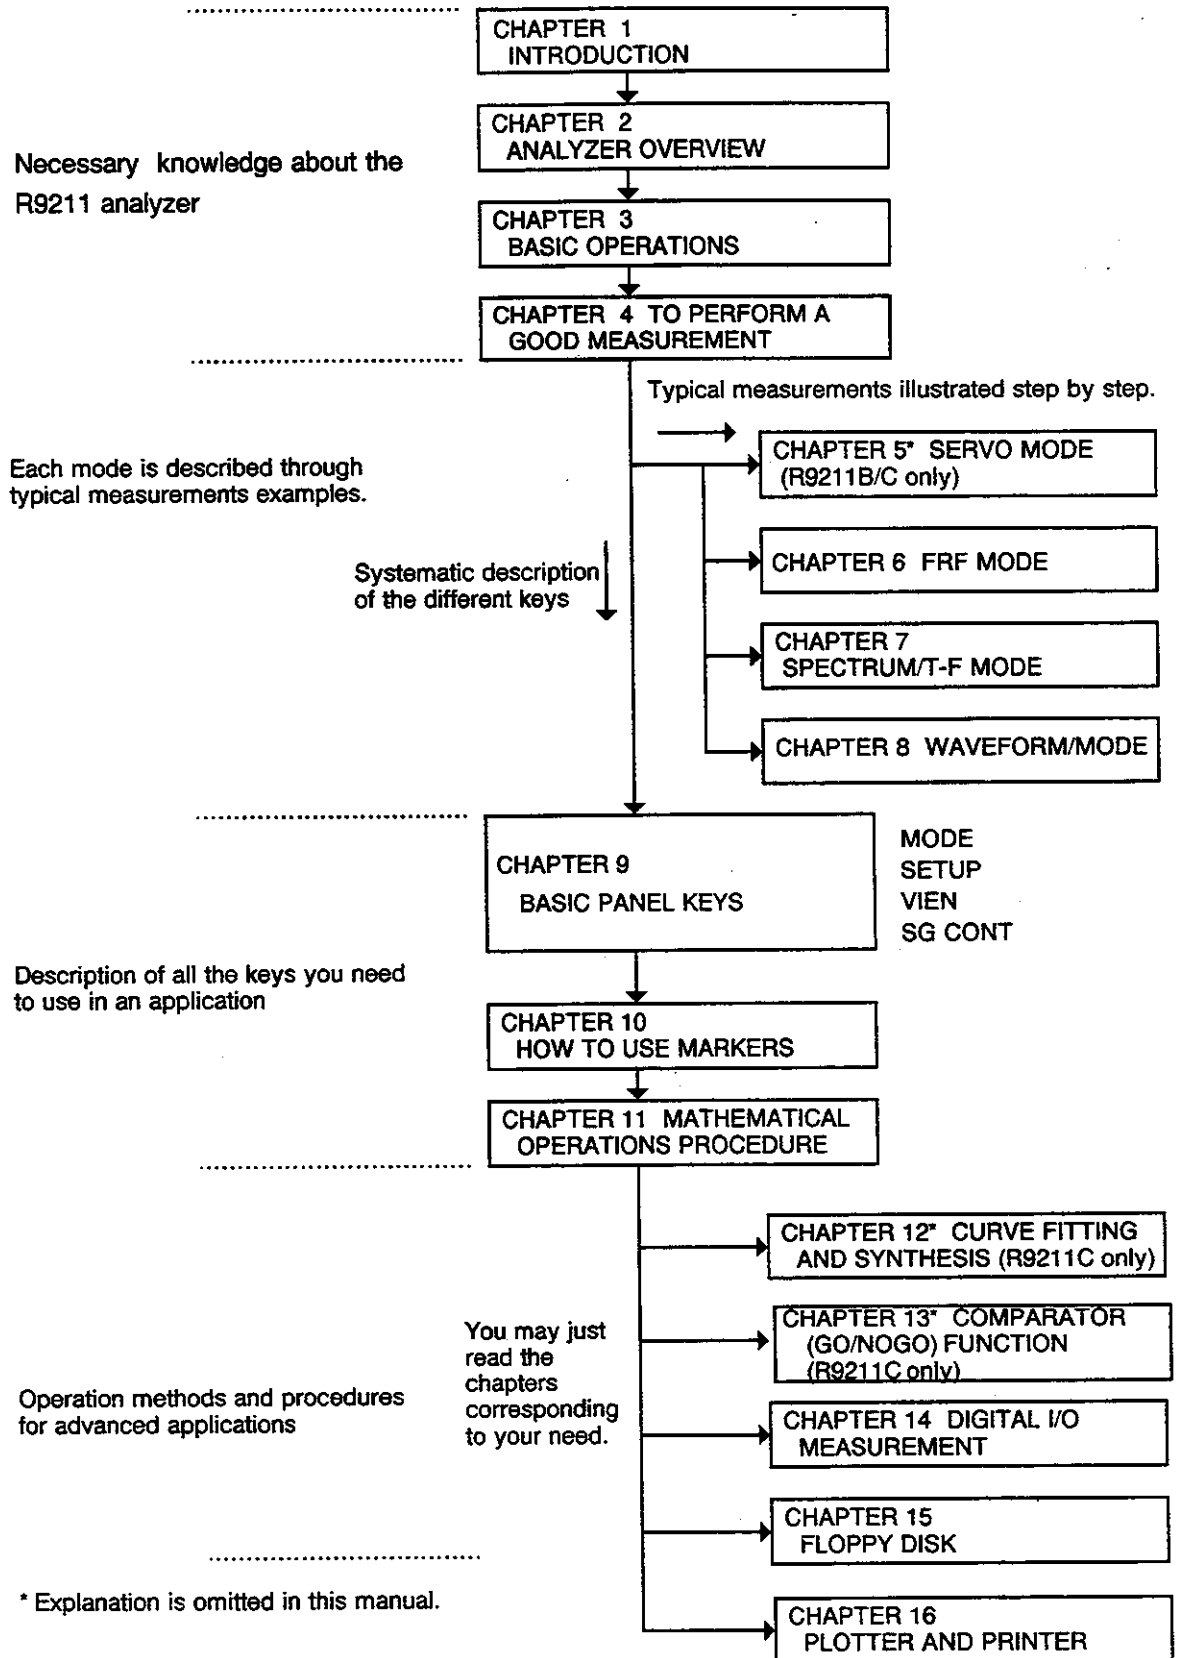 CHAPTER 1
INTRODUCTION
CHAPTER 2
ANALYZER OVERVIEW
Necessary knowledge about the
R9211 analyzer
CHAPTER 3
BASIC OPERATIONS
CHAPTER 4 TO PERFORM A
GOOD MEASUREMENT
Typical measurements illustrated step by step.
CHAPTER 5* SERVO MODE
(R9211B/C only)
Each mode is described through
typical measurements examples.
Systematic description
of the different keys
CHAPTER 6 FRF MODE
CHAPTER 7
SPECTRUM/T-F MODE
CHAPTER 8 WAVEFORM/MODE
CHAPTER 9
BASIC PANEL KEYS
MODE
SETUP
VIEN
SG CONT
Description of all the keys you need
to use in an application
CHAPTER 10
HOW TO USE MARKERS
CHAPTER 11 MATHEMATICAL
OPERATIONS PROCEDURE
CHAPTER 12* CURVE FITTING
AND SYNTHESIS (R9211C only)
You may just
read the
chapters
corresponding
to your need.
CHAPTER 13* COMPARATOR
(GO/NOGO) FUNCTION
(R9211C only)
Operation methods and procedures
for advanced applications
CHAPTER 14 DIGITAL I/O
MEASUREMENT
CHAPTER 15
FLOPPY DISK
* Explanation is omitted in this manual.
CHAPTER 16
PLOTTER AND PRINTER